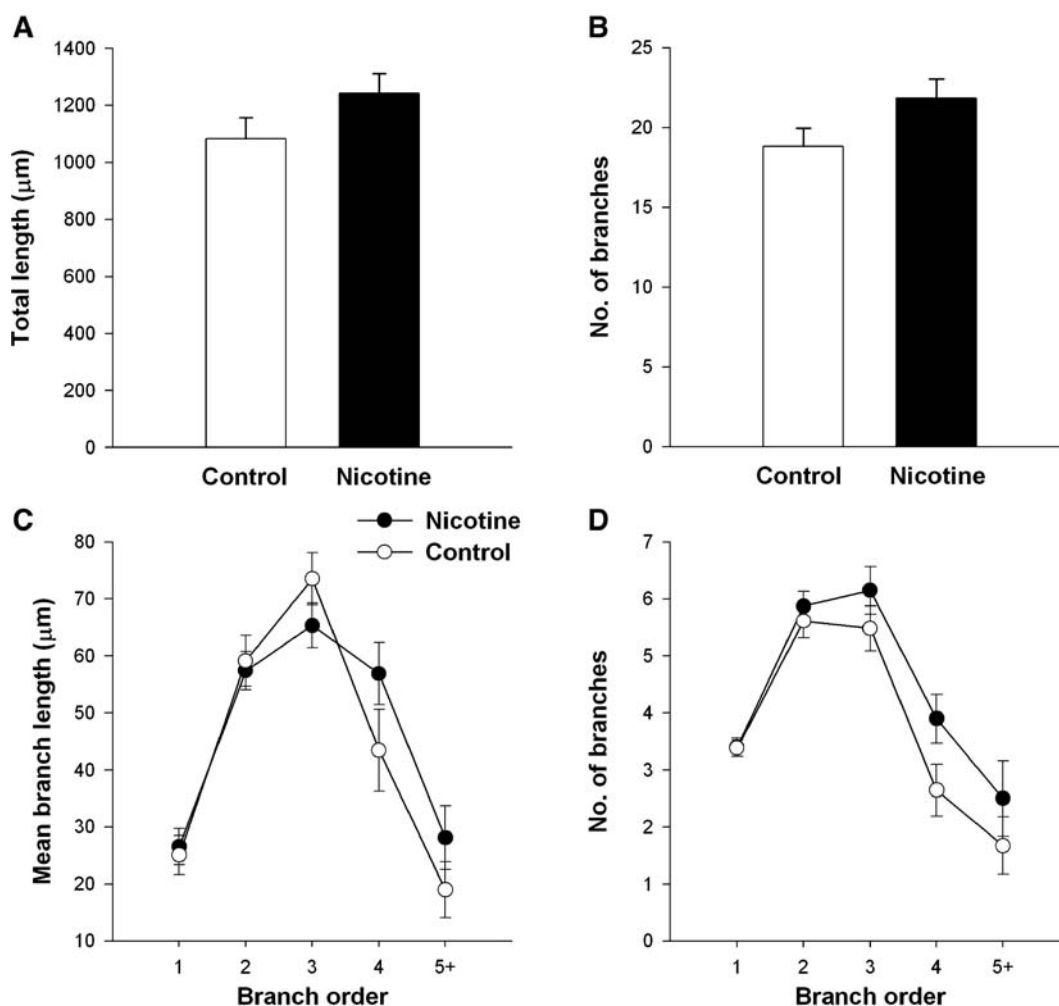 A
Total length (μm)
1400
1200
1000
800
600
400
200
0
Control
Nicotine
B
No. of branches
25
20
15
10
5
0
Control
Nicotine
C
Nicotine
Control
Mean branch length (μm)
80
70
60
50
40
30
20
10
1
2
3
4
5+
Branch order
D
No. of branches
7
6
5
4
3
2
1
0
1
2
3
4
5+
Branch order